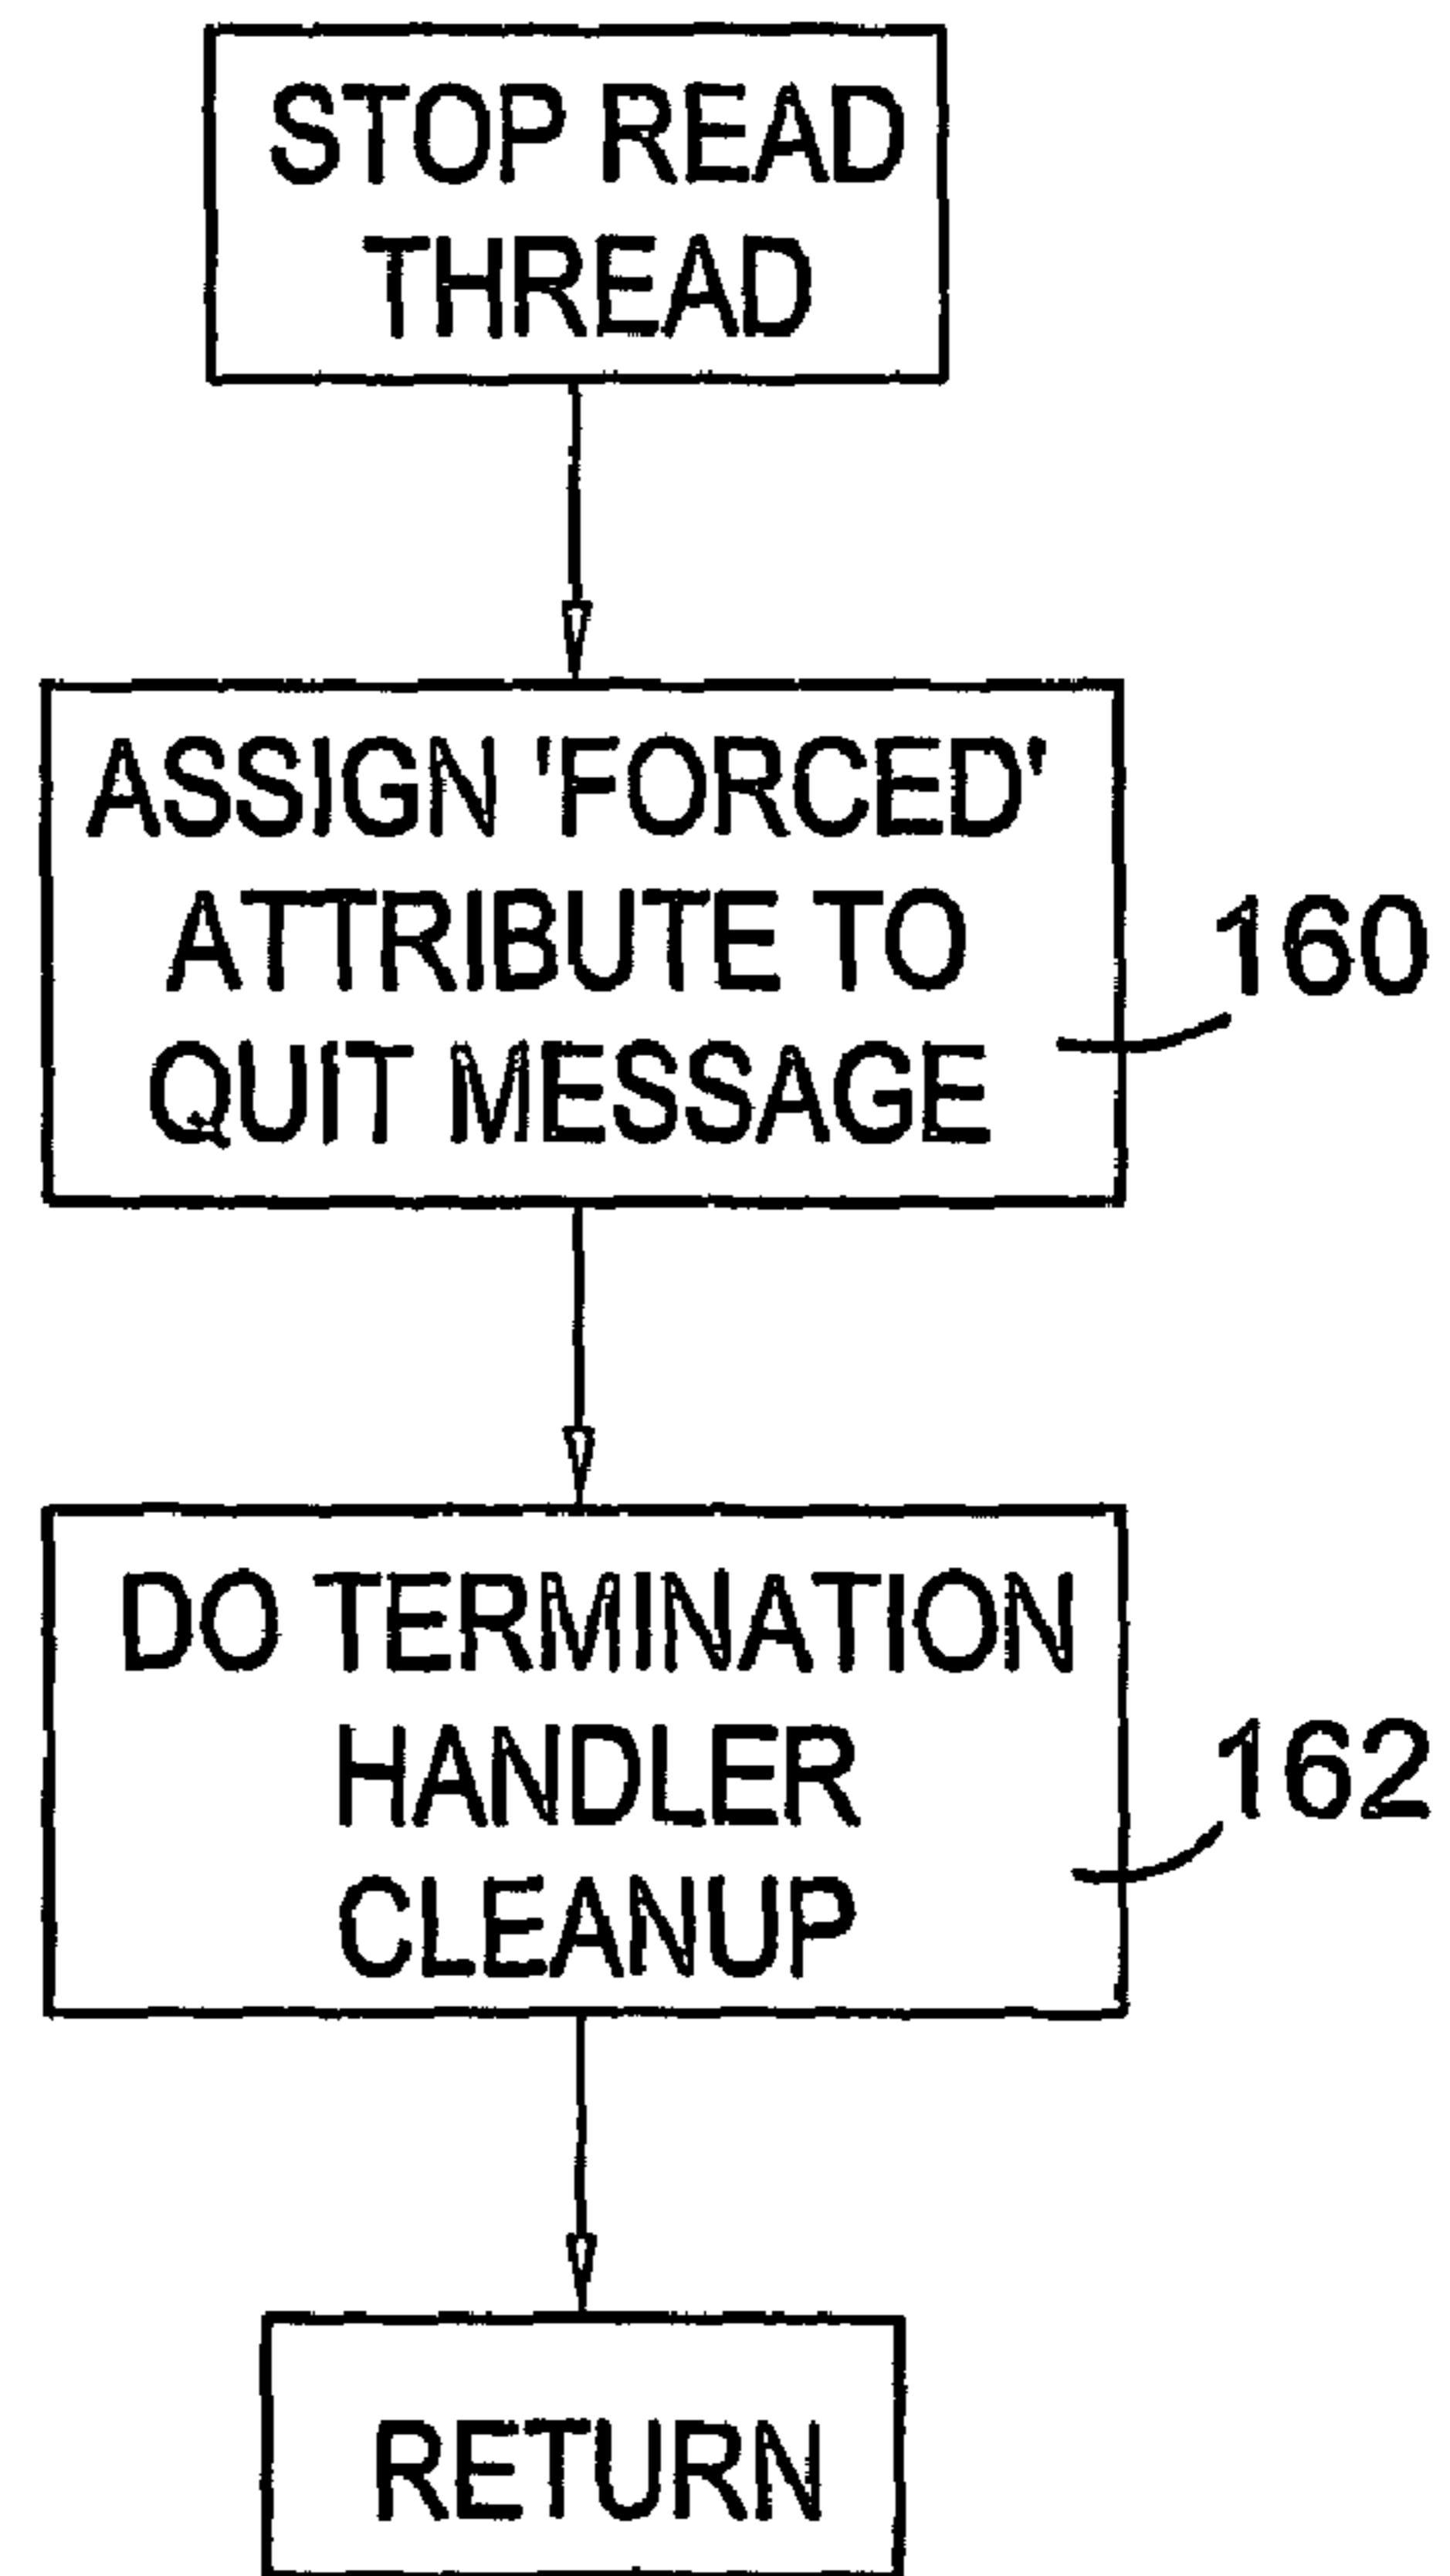 STOP READ
THREAD
ASSIGN 'FORCED'
ATTRIBUTE TO
QUIT MESSAGE
160
DO TERMINATION
HANDLER
CLEANUP
162
RETURN